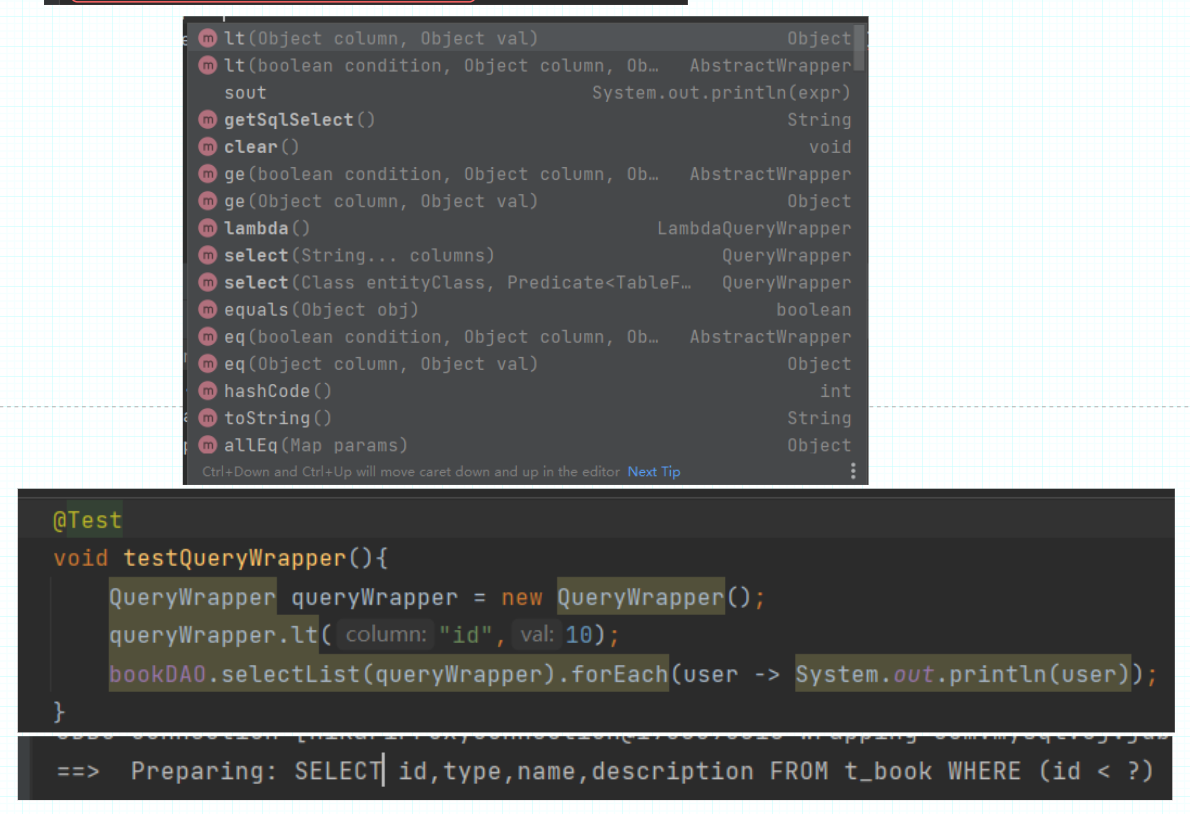 lt(Object column, Object val) Object
lt(boolean condition, Object column, Ob… AbstractWrapper
sout System.out.println(expr)
getSqlSelect() String
clear() void
ge(boolean condition, Object column, Ob… AbstractWrapper
ge(Object column, Object val) Object
lambda() LambdaQueryWrapper
select(String... columns) QueryWrapper
select(Class entityClass, Predicate<TableF… QueryWrapper
equals(Object obj) boolean
eq(boolean condition, Object column, Ob… AbstractWrapper
eq(Object column, Object val) Object
hashCode() int
toString() String
allEq(Map params) Object
Ctrl+Down and Ctrl+Up will move caret down and up in the editor Next Tip
@Test
void testQueryWrapper(){
QueryWrapper queryWrapper = new QueryWrapper();
queryWrapper.lt( column: "id", val: 10);
bookDAO.selectList(queryWrapper).forEach(user -> System.out.println(user));
}
==> Preparing: SELECT id,type,name,description FROM t_book WHERE (id < ?)